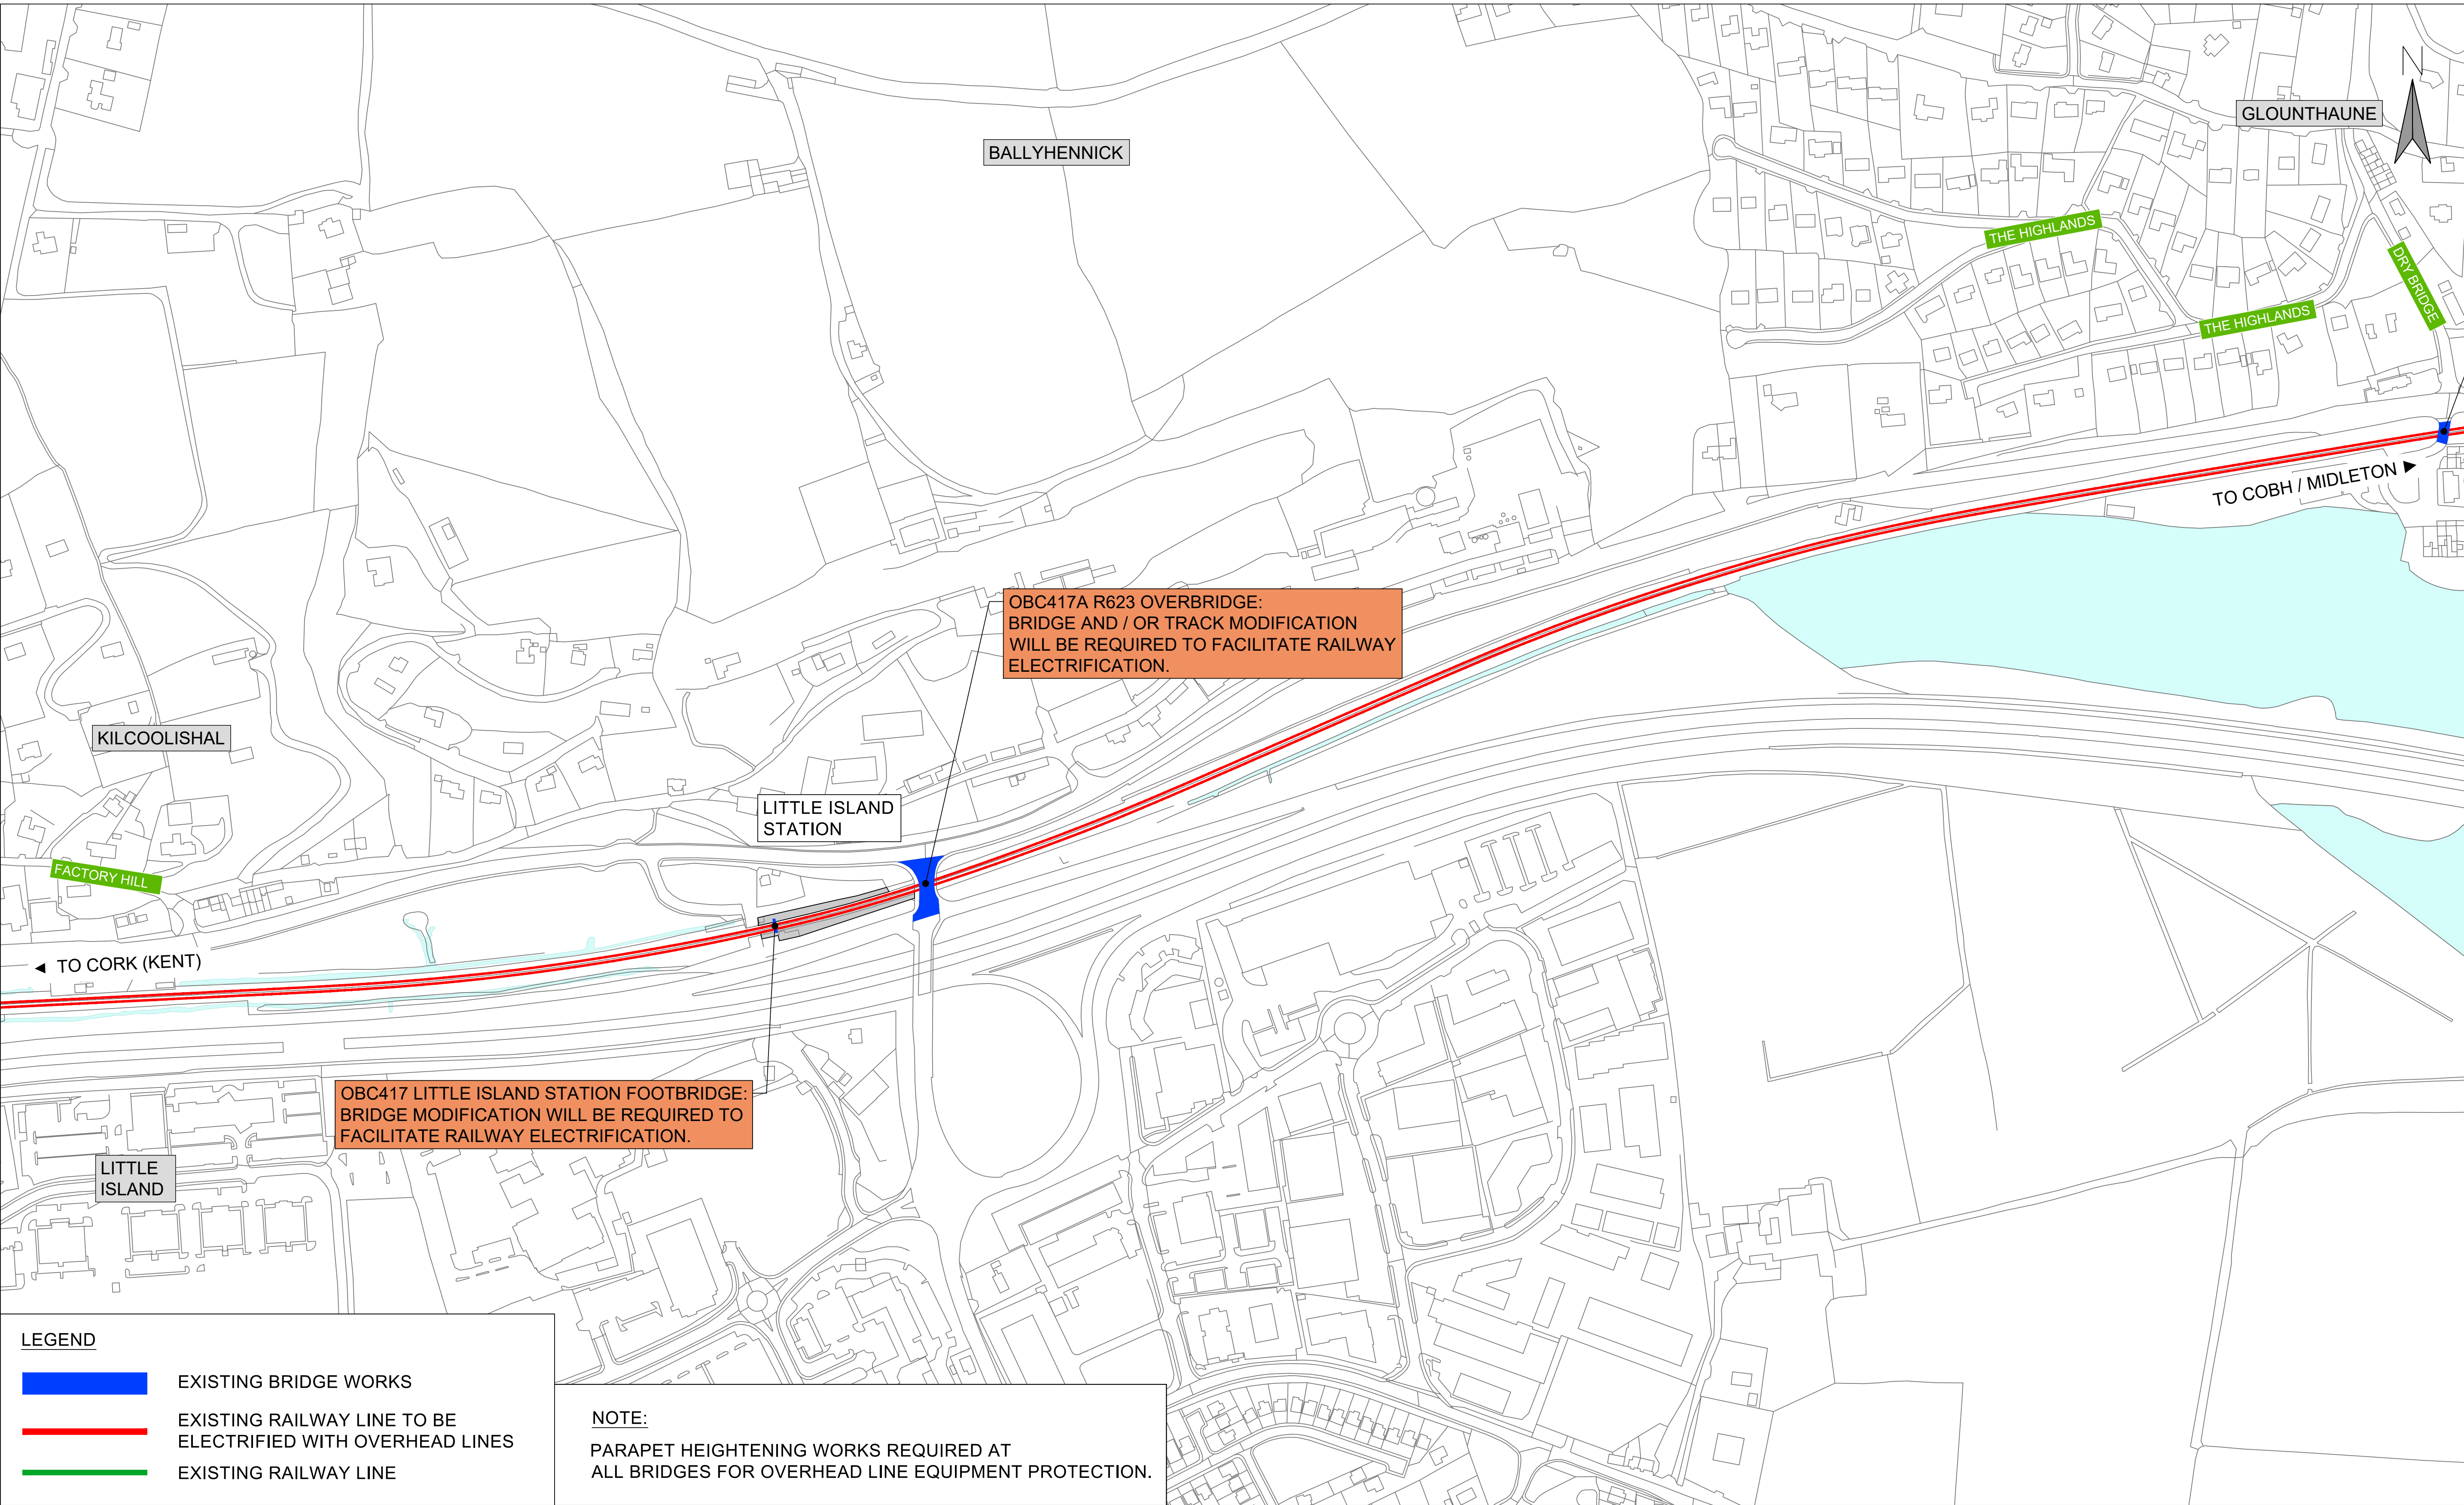 N
GLOUNTHAUNE
BALLYHENNICK
THE HIGHLANDS
DRY BRIDGE
THE HIGHLANDS
TO COBH / MIDLETON ►
OBC417A R623 OVERBRIDGE:
BRIDGE AND / OR TRACK MODIFICATION
WILL BE REQUIRED TO FACILITATE RAILWAY
ELECTRIFICATION.
KILCOOLISHAL
LITTLE ISLAND
STATION
FACTORY HILL
◄ TO CORK (KENT)
OBC417 LITTLE ISLAND STATION FOOTBRIDGE:
BRIDGE MODIFICATION WILL BE REQUIRED TO
FACILITATE RAILWAY ELECTRIFICATION.
LITTLE
ISLAND
LEGEND
EXISTING BRIDGE WORKS
EXISTING RAILWAY LINE TO BE
ELECTRIFIED WITH OVERHEAD LINES
EXISTING RAILWAY LINE
NOTE:
PARAPET HEIGHTENING WORKS REQUIRED AT
ALL BRIDGES FOR OVERHEAD LINE EQUIPMENT PROTECTION.